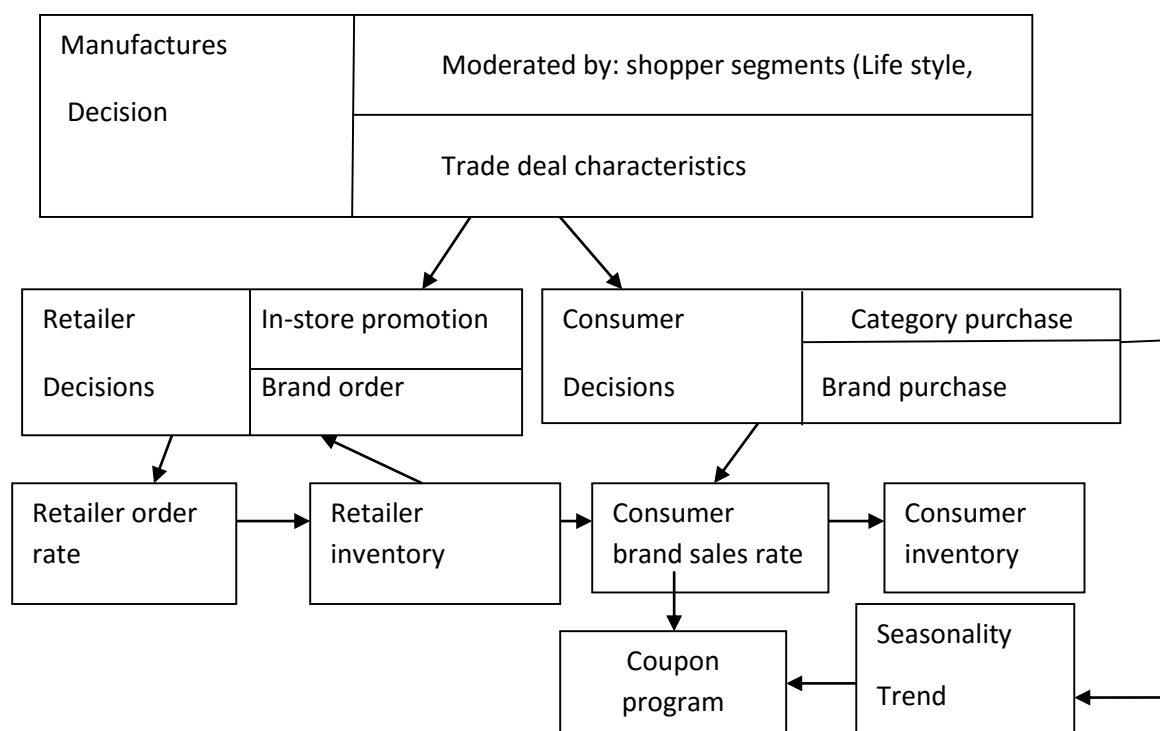 Manufactures
Decision
Moderated by: shopper segments (Life style,
Trade deal characteristics
Retailer
Decisions
In-store promotion
Brand order
Consumer
Decisions
Category purchase
Brand purchase
Retailer order
rate
Retailer
inventory
Consumer
brand sales rate
Consumer
inventory
Coupon
program
Seasonality
Trend